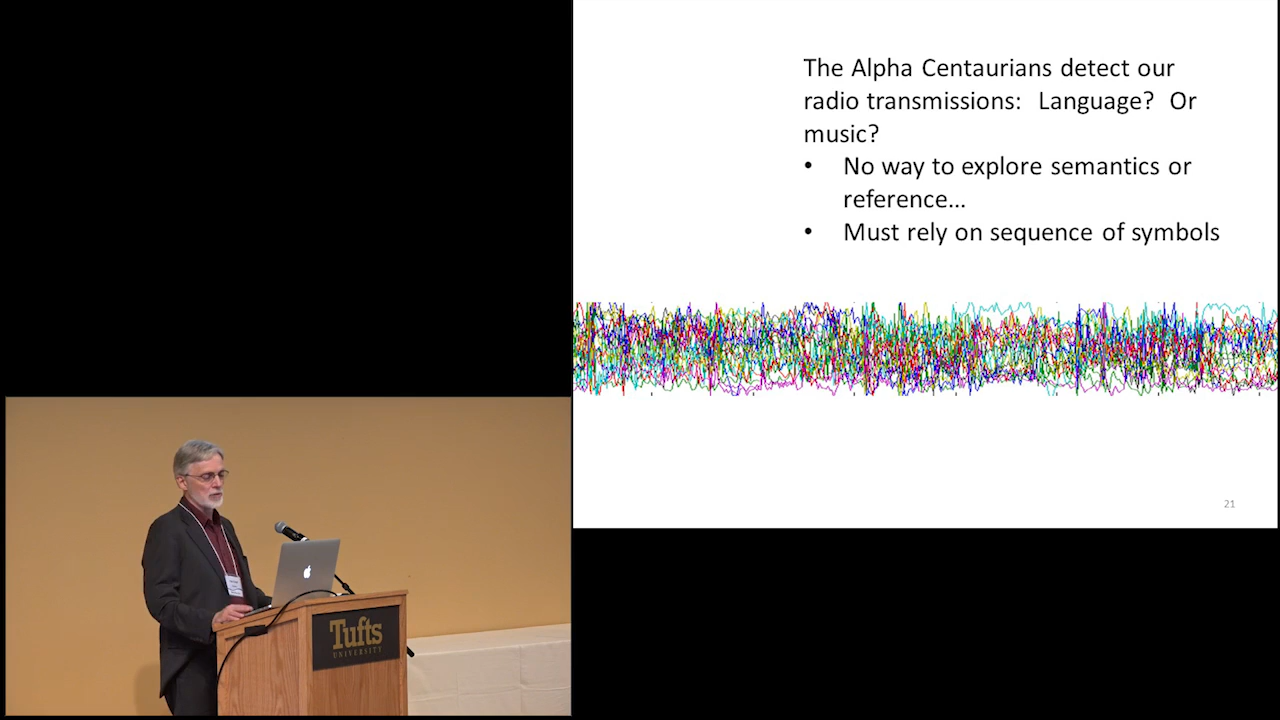 The Alpha Centaurians detect our
radio transmissions: Language? Or
music?
• No way to explore semantics or
reference...
• Must rely on sequence of symbols
21
Tufts
UNIVERSITY